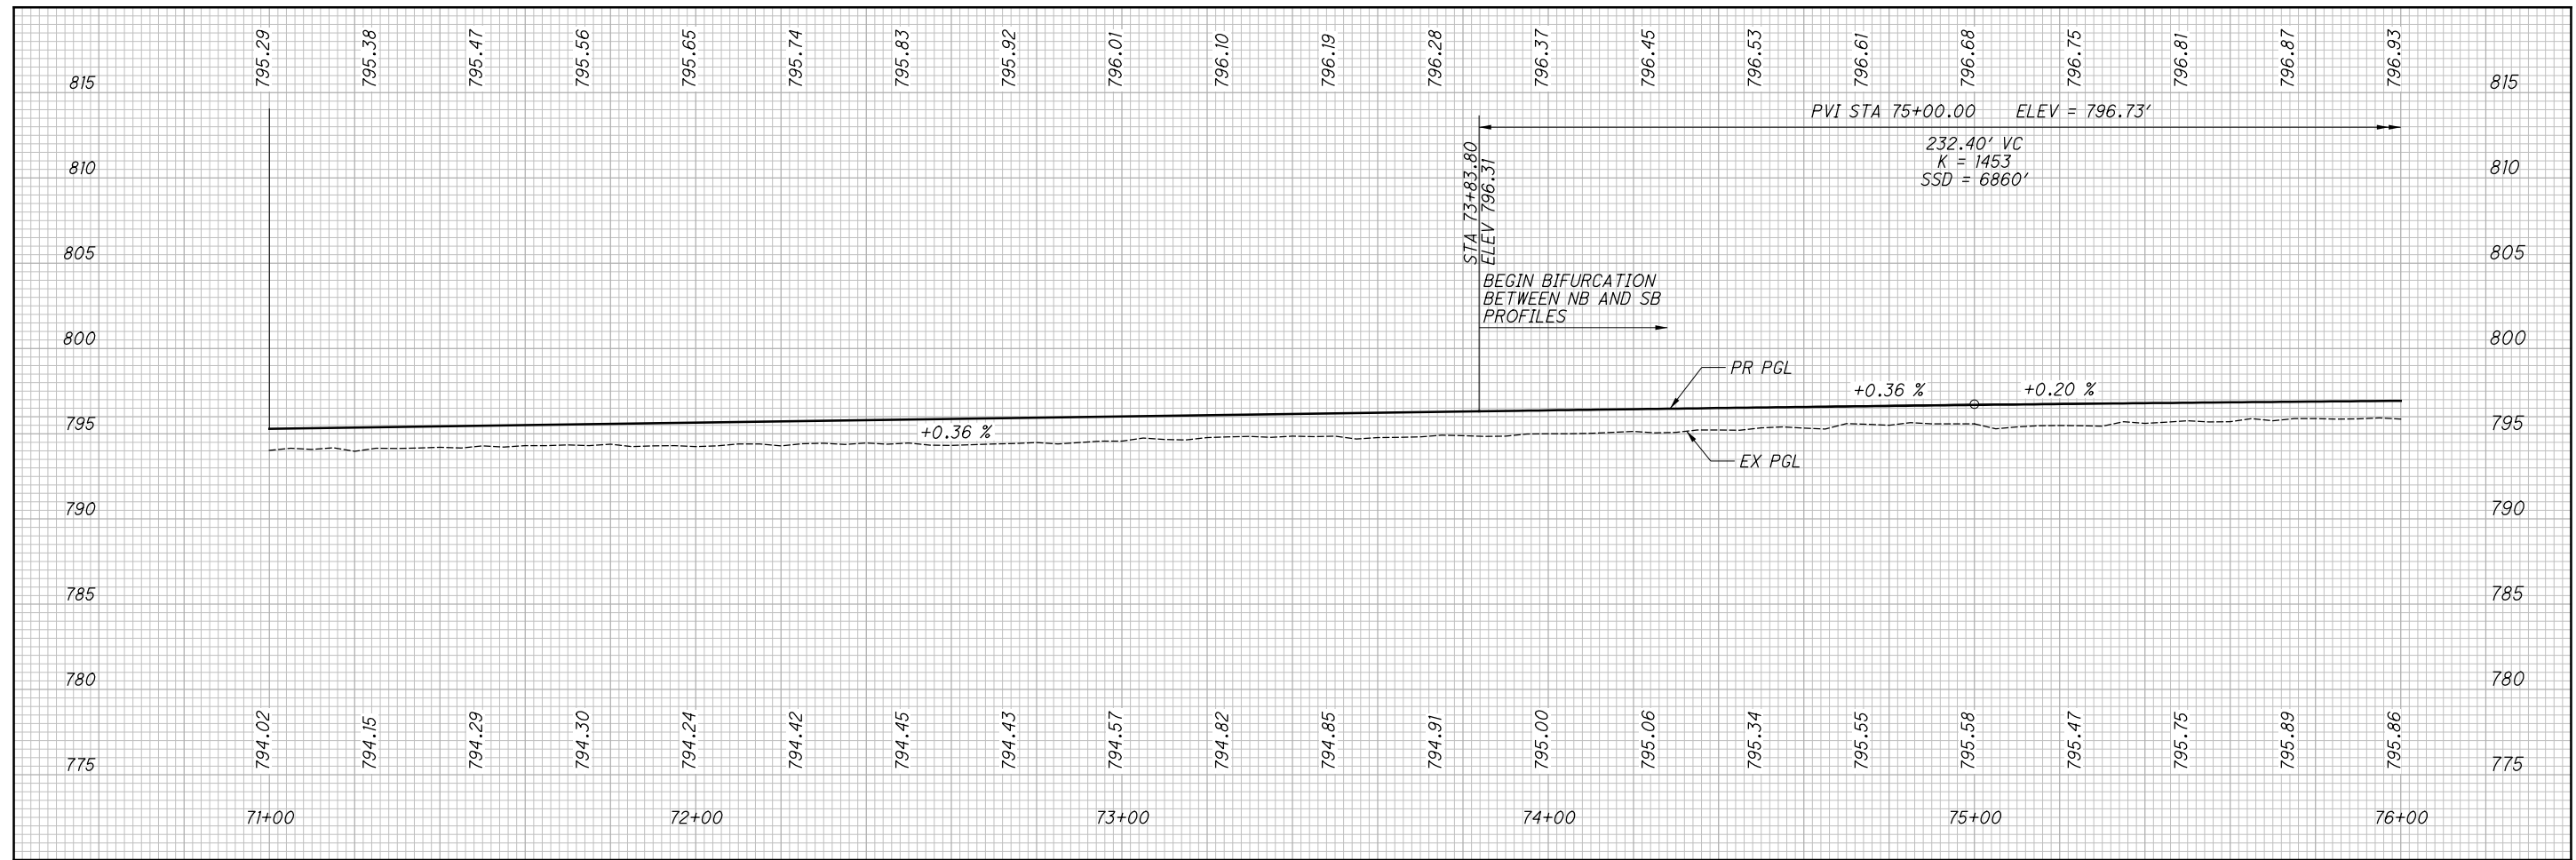 795.29 795.38 795.47 795.56 795.65 795.74 795.83 795.92 796.01 796.10 796.19 796.28 796.37 796.45 796.53 796.61 796.68 796.75 796.81 796.87 796.93
815 815
PVI STA 75+00.00 ELEV = 796.73'
232.40' VC
K = 1453
SSD = 6860'
810 810
STA 73+83.80
ELEV 796.31
805 805
BEGIN BIFURCATION
BETWEEN NB AND SB
PROFILES
800 800
PR PGL
+0.36 % +0.20 %
795 795
+0.36 %
EX PGL
790 790
785 785
780 780
794.02 794.15 794.29 794.30 794.24 794.42 794.45 794.43 794.57 794.82 794.85 794.91 795.00 795.06 795.34 795.55 795.58 795.47 795.75 795.89 795.86
775 775
71+00 72+00 73+00 74+00 75+00 76+00